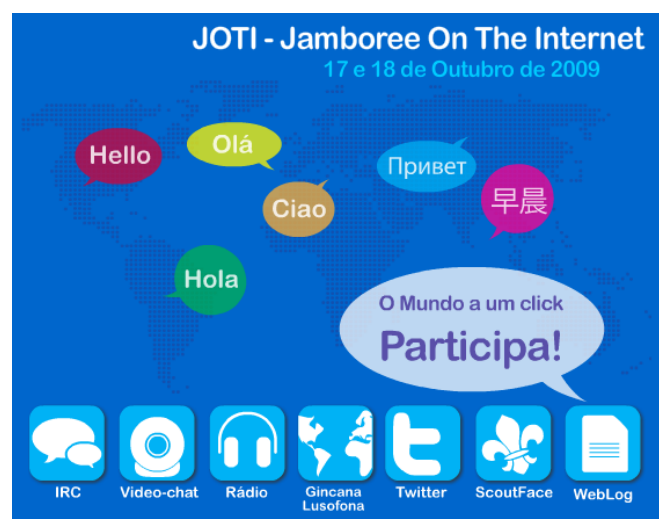 JOTI - Jamboree On The Internet
17 e 18 de Outubro de 2009
Hello
Olá
Привет
早晨
Ciao
Hola
O Mundo a um click
Participa!
IRC
Video-chat
Rádio
Gincana
Lusofona
Twitter
ScoutFace
WebLog